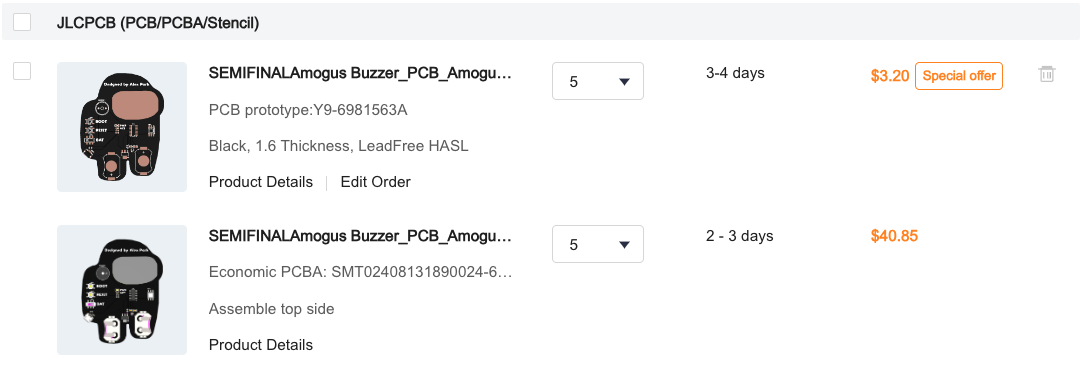 JLCPCB (PCB/PCBA/Stencil)
SEMIFINALAmogus Buzzer_PCB_Amogu...
5
3-4 days
$3.20
Special offer
PCB prototype:Y9-6981563A
Black, 1.6 Thickness, LeadFree HASL
Product Details
Edit Order
Designed by Alex Park
BOOT
RESET
BAT
SEMIFINALAmogus Buzzer_PCB_Amogu...
5
2 - 3 days
$40.85
Economic PCBA: SMT02408131890024-6...
Assemble top side
Product Details
Designed by Alex Park
BOOT
RESET
BAT